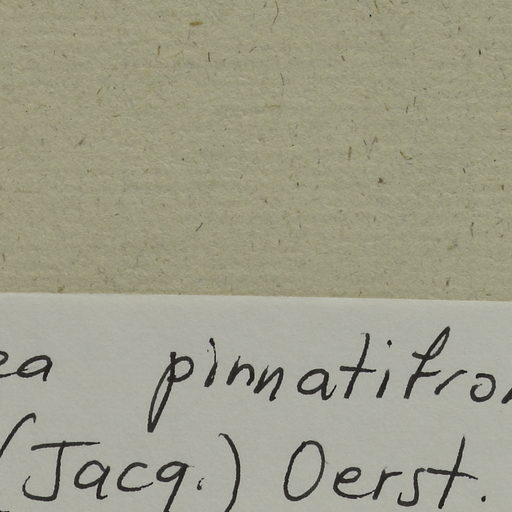 ea pinnatifron
(Jacq.) Oerst.